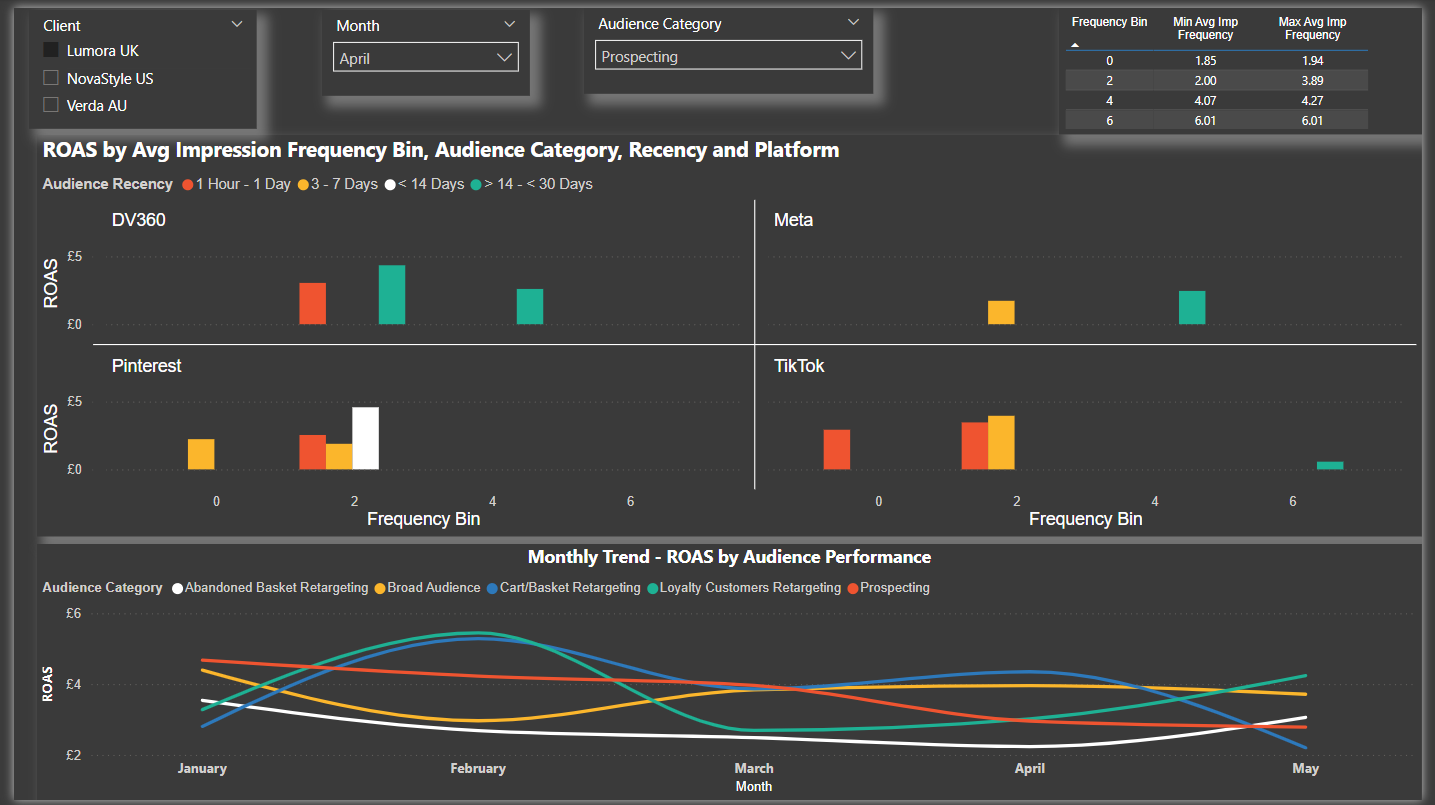 Client
Lumora UK
NovaStyle US
Verda AU
Month
April
Audience Category
Prospecting
Frequency Bin Min Avg Imp Frequency Max Avg Imp Frequency
0 1.85 1.94
2 2.00 3.89
4 4.07 4.27
6 6.01 6.01
ROAS by Avg Impression Frequency Bin, Audience Category, Recency and Platform
Audience Recency 1 Hour - 1 Day 3 - 7 Days < 14 Days > 14 - < 30 Days
DV360
Meta
ROAS
£5
£0
Pinterest
TikTok
ROAS
£5
£0
0 2 4 6
0 2 4 6
Frequency Bin
Frequency Bin
Monthly Trend - ROAS by Audience Performance
Audience Category Abandoned Basket Retargeting Broad Audience Cart/Basket Retargeting Loyalty Customers Retargeting Prospecting
ROAS
£6
£4
£2
January February March April May
Month